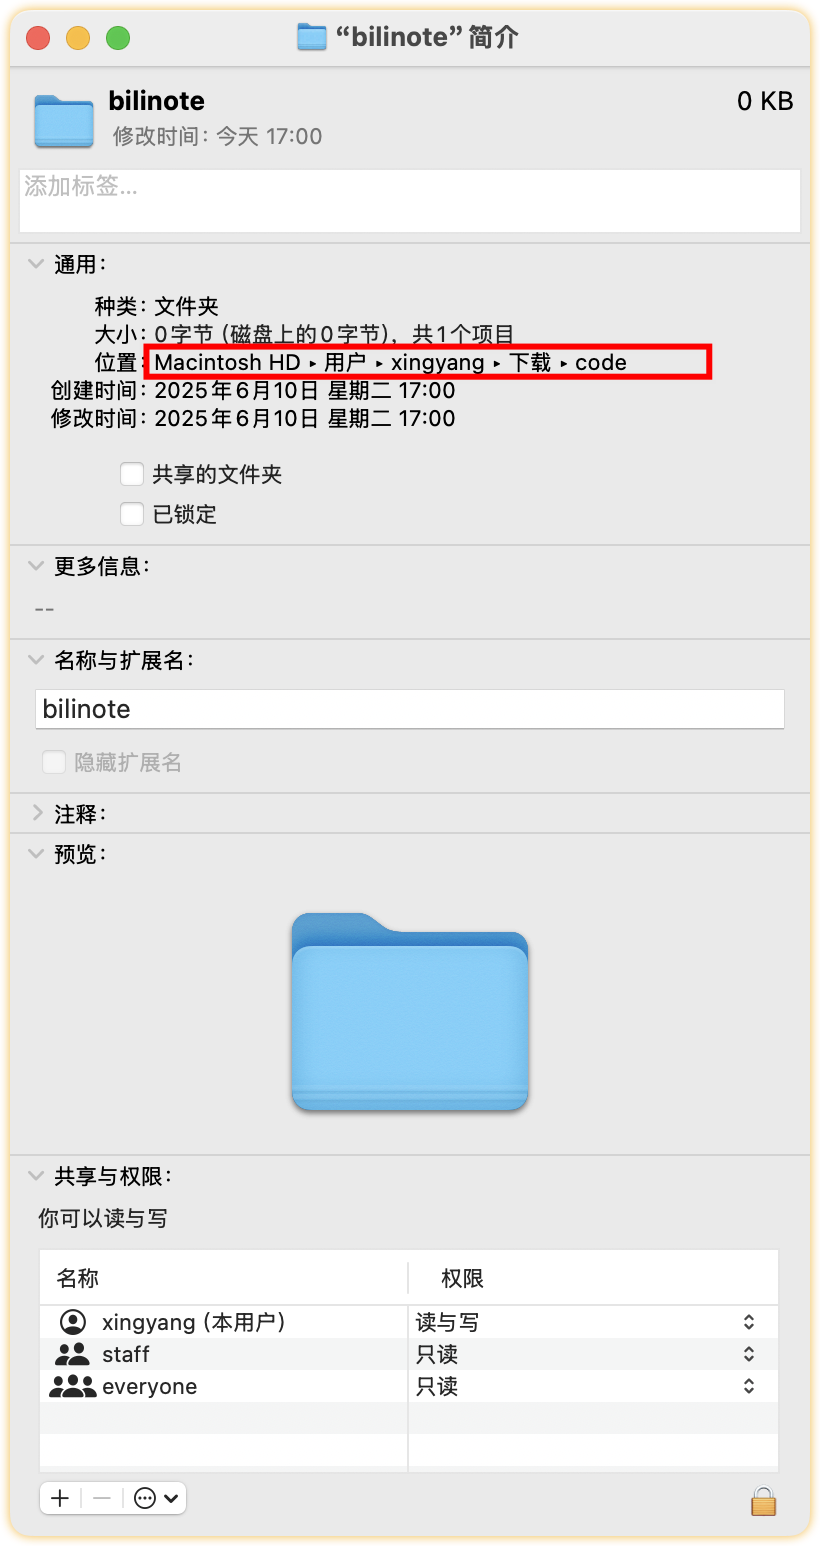 “bilinote”简介
bilinote
0 KB
修改时间：今天 17:00
添加标签...
通用：
种类：文件夹
大小：0字节（磁盘上的0字节），共1个项目
位置：Macintosh HD ▸ 用户 ▸ xingyang ▸ 下载 ▸ code
创建时间：2025年6月10日 星期二 17:00
修改时间：2025年6月10日 星期二 17:00
共享的文件夹
已锁定
更多信息：
--
名称与扩展名：
bilinote
隐藏扩展名
注释：
预览：
共享与权限：
你可以读与写
名称 权限
xingyang (本用户) 读与写
staff 只读
everyone 只读